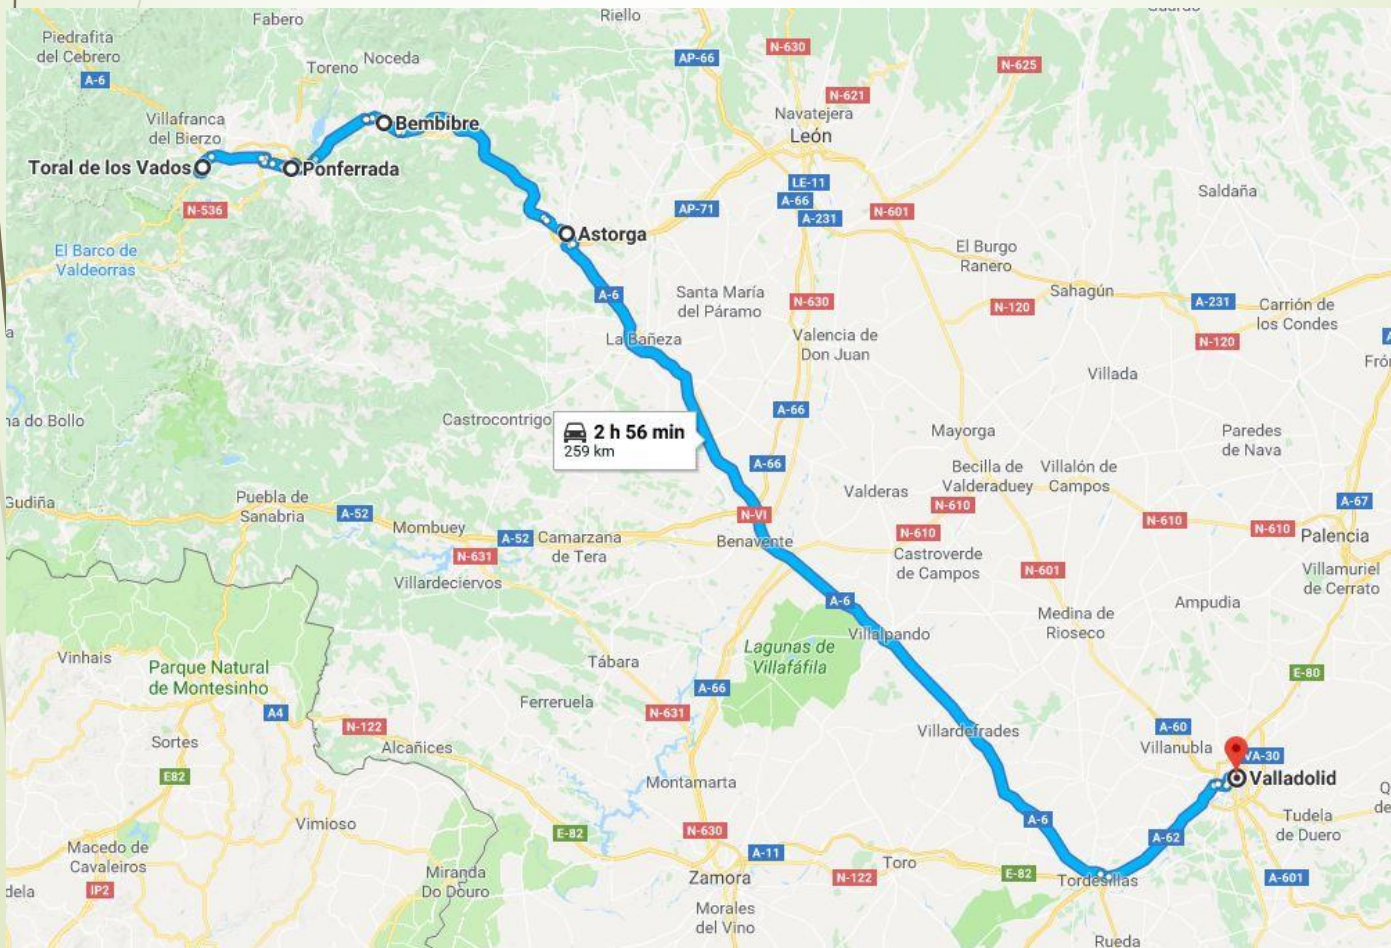 Fabero
Riello
Piedrafita
del Cebrero
A-6
Toreno
Noceda
AP-66
N-630
N-625
N-621
Navatejera
León
Villafranca
del Bierzo
Bembibre
Toral de los Vados
Ponferrada
LE-11
A-66
A-231
N-601
Saldaña
N-536
AP-71
Astorga
El Barco de
Valdeorras
El Burgo
Ranero
A-6
Santa María
del Páramo
N-630
Sahagún
N-120
A-231
Carrión de
los Condes
N-120
La Bañeza
Valencia de
Don Juan
Villada
Castrocontrigo
2 h 56 min
259 km
A-66
Mayorga
Paredes
de Nava
A-66
Becilla de
Valderaduey
Villalón de
Campos
Valderas
N-610
Gudiña
Puebla de
Sanabria
A-52
Mombuey
A-52
Camarzana
de Tera
N-631
N-VI
Benavente
N-610
N-610
N-610
A-67
Palencia
Castroverde
de Campos
N-601
Villamuriel
de Cerrato
Villardeciervos
A-6
Ampudia
Medina de
Rioseco
Villalpando
Lagunas de
Villafáfila
Vinhais
Parque Natural
de Montesinho
Tábara
A-66
E-80
Ferreruela
N-631
A4
N-122
Alcañices
Sortes
E82
Villardefrades
A-60
Villanubla
VA-30
Valladolid
Montamarta
Vimioso
E-82
N-630
A-6
A-62
Tudela
de Duero
Macedo de
Cavaleiros
IP2
Miranda
Do Douro
Zamora
A-11
N-122
Toro
E-82
Tordesillas
A-601
Morales
del Vino
Rueda